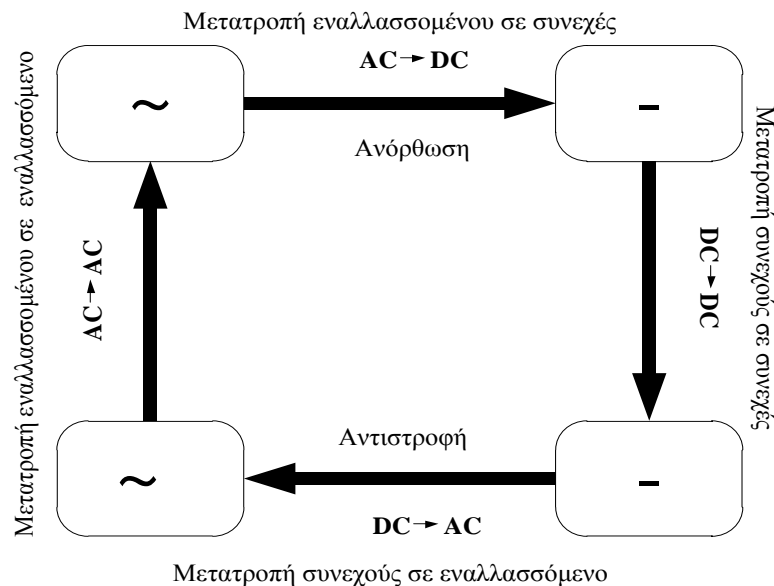 Μετατροπή εναλλασσομένου σε συνεχές
AC→DC
~
-
Ανόρθωση
Μετατροπή εναλλασσομένου σε εναλλασσόμενο
AC→AC
DC→DC
Μετατροπή συνεχούς σε συνεχές
Αντιστροφή
~
-
DC→AC
Μετατροπή συνεχούς σε εναλλασσόμενο